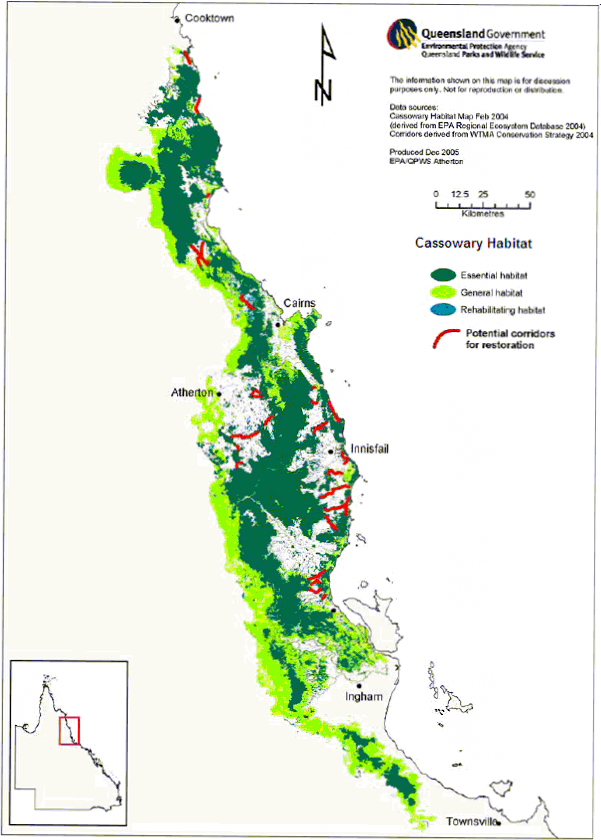 Cooktown
Queensland Government
Environmental Protection Agency
Queensland Parks and Wildlife Service
The information shown on this map is for discussion
purposes only. Not for reproduction or distribution.
Data sources:
Cassowary Habitat Map Feb 2004
(derived from EPA Regional Ecosystem Database 2004)
Corridors derived from WTMA Conservation Strategy 2004
Produced Dec 2005
EPA/QPWS Atherton
N
0 12.5 25 50
Kilometres
Cassowary Habitat
Essential habitat
General habitat
Rehabilitating habitat
Potential corridors
for restoration
Cairns
Atherton
Innisfail
Ingham
Townsville